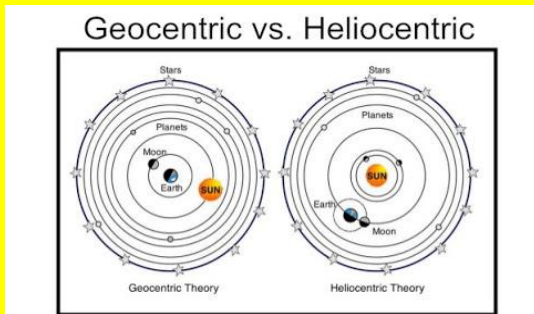 Geocentric vs. Heliocentric
Stars
Planets
Moon
Earth
SUN
Geocentric Theory
Stars
Planets
SUN
Earth
Moon
Heliocentric Theory